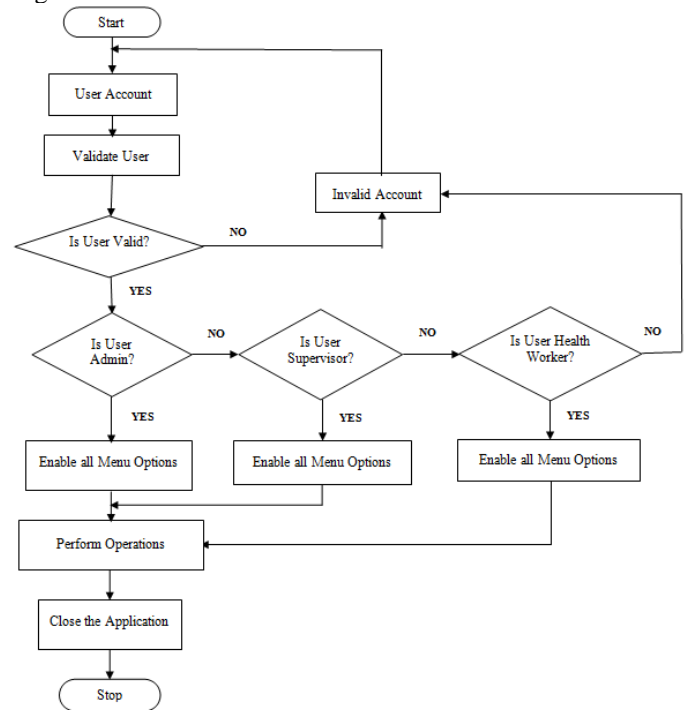 Start
User Account
Validate User
Invalid Account
Is User Valid?
NO
YES
Is User
Admin?
NO
Is User
Supervisor?
NO
Is User Health
Worker?
NO
YES
YES
YES
Enable all Menu Options
Enable all Menu Options
Enable all Menu Options
Perform Operations
Close the Application
Stop